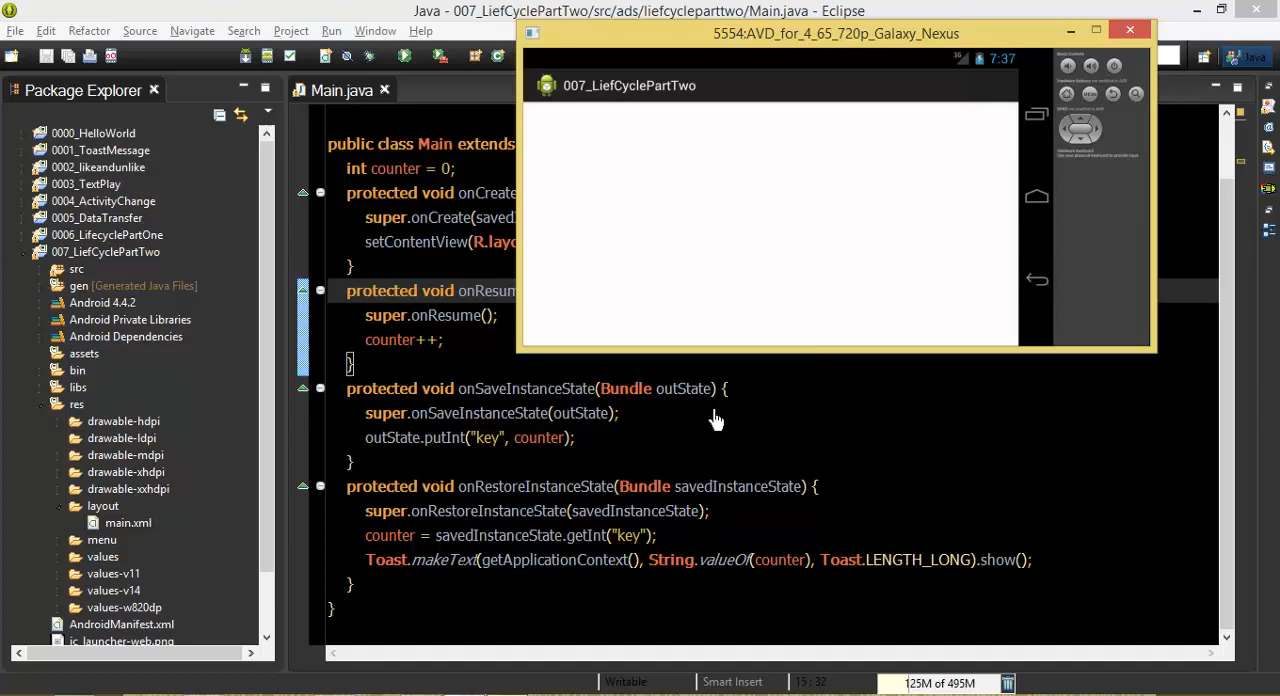 Java - 007_LiefCyclePartTwo/src/ads/liefcycleparttwo/Main.java - Eclipse
File Edit Refactor Source Navigate Search Project Run Window Help
Java
Package Explorer
0000_HelloWorld
0001_ToastMessage
0002_likeandunlike
0003_TextPlay
0004_ActivityChange
0005_DataTransfer
0006_LifecyclePartOne
007_LiefCyclePartTwo
src
gen [Generated Java Files]
Android 4.4.2
Android Private Libraries
Android Dependencies
assets
bin
libs
res
drawable-hdpi
drawable-ldpi
drawable-mdpi
drawable-xhdpi
drawable-xxhdpi
layout
main.xml
menu
values
values-v11
values-v14
values-w820dp
AndroidManifest.xml
ic_launcher-web.png
Main.java
public class Main extends
int counter = 0;
protected void onCreate
super.onCreate(saved
setContentView(R.layo
}
protected void onResum
super.onResume();
counter++;
}
protected void onSaveInstanceState(Bundle outState) {
super.onSaveInstanceState(outState);
outState.putInt("key", counter);
}
protected void onRestoreInstanceState(Bundle savedInstanceState) {
super.onRestoreInstanceState(savedInstanceState);
counter = savedInstanceState.getInt("key");
Toast.makeText(getApplicationContext(), String.valueOf(counter), Toast.LENGTH_LONG).show();
}
}
5554:AVD_for_4_65_720p_Galaxy_Nexus
3G 7:37
007_LiefCyclePartTwo
MENU
Writable Smart Insert 15 : 32 125M of 495M